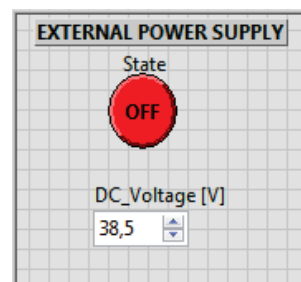 EXTERNAL POWER SUPPLY
State
OFF
DC_Voltage [V]
38,5